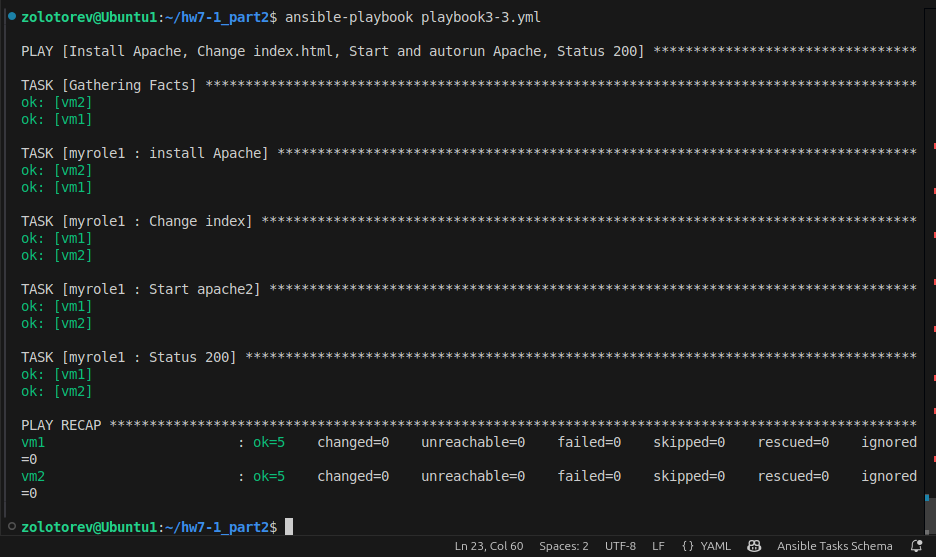 zolotorev@Ubuntu1:~/hw7-1_part2$ ansible-playbook playbook3-3.yml
PLAY [Install Apache, Change index.html, Start and autorun Apache, Status 200] *********************************
TASK [Gathering Facts] *****************************************************************************************
ok: [vm2]
ok: [vm1]
TASK [myrole1 : install Apache] ********************************************************************************
ok: [vm2]
ok: [vm1]
TASK [myrole1 : Change index] **********************************************************************************
ok: [vm1]
ok: [vm2]
TASK [myrole1 : Start apache2] *********************************************************************************
ok: [vm1]
ok: [vm2]
TASK [myrole1 : Status 200] ************************************************************************************
ok: [vm1]
ok: [vm2]
PLAY RECAP *****************************************************************************************************
vm1                        : ok=5    changed=0    unreachable=0    failed=0    skipped=0    rescued=0    ignored
=0
vm2                        : ok=5    changed=0    unreachable=0    failed=0    skipped=0    rescued=0    ignored
=0
zolotorev@Ubuntu1:~/hw7-1_part2$
Ln 23, Col 60 Spaces: 2 UTF-8 LF {} YAML Ansible Tasks Schema